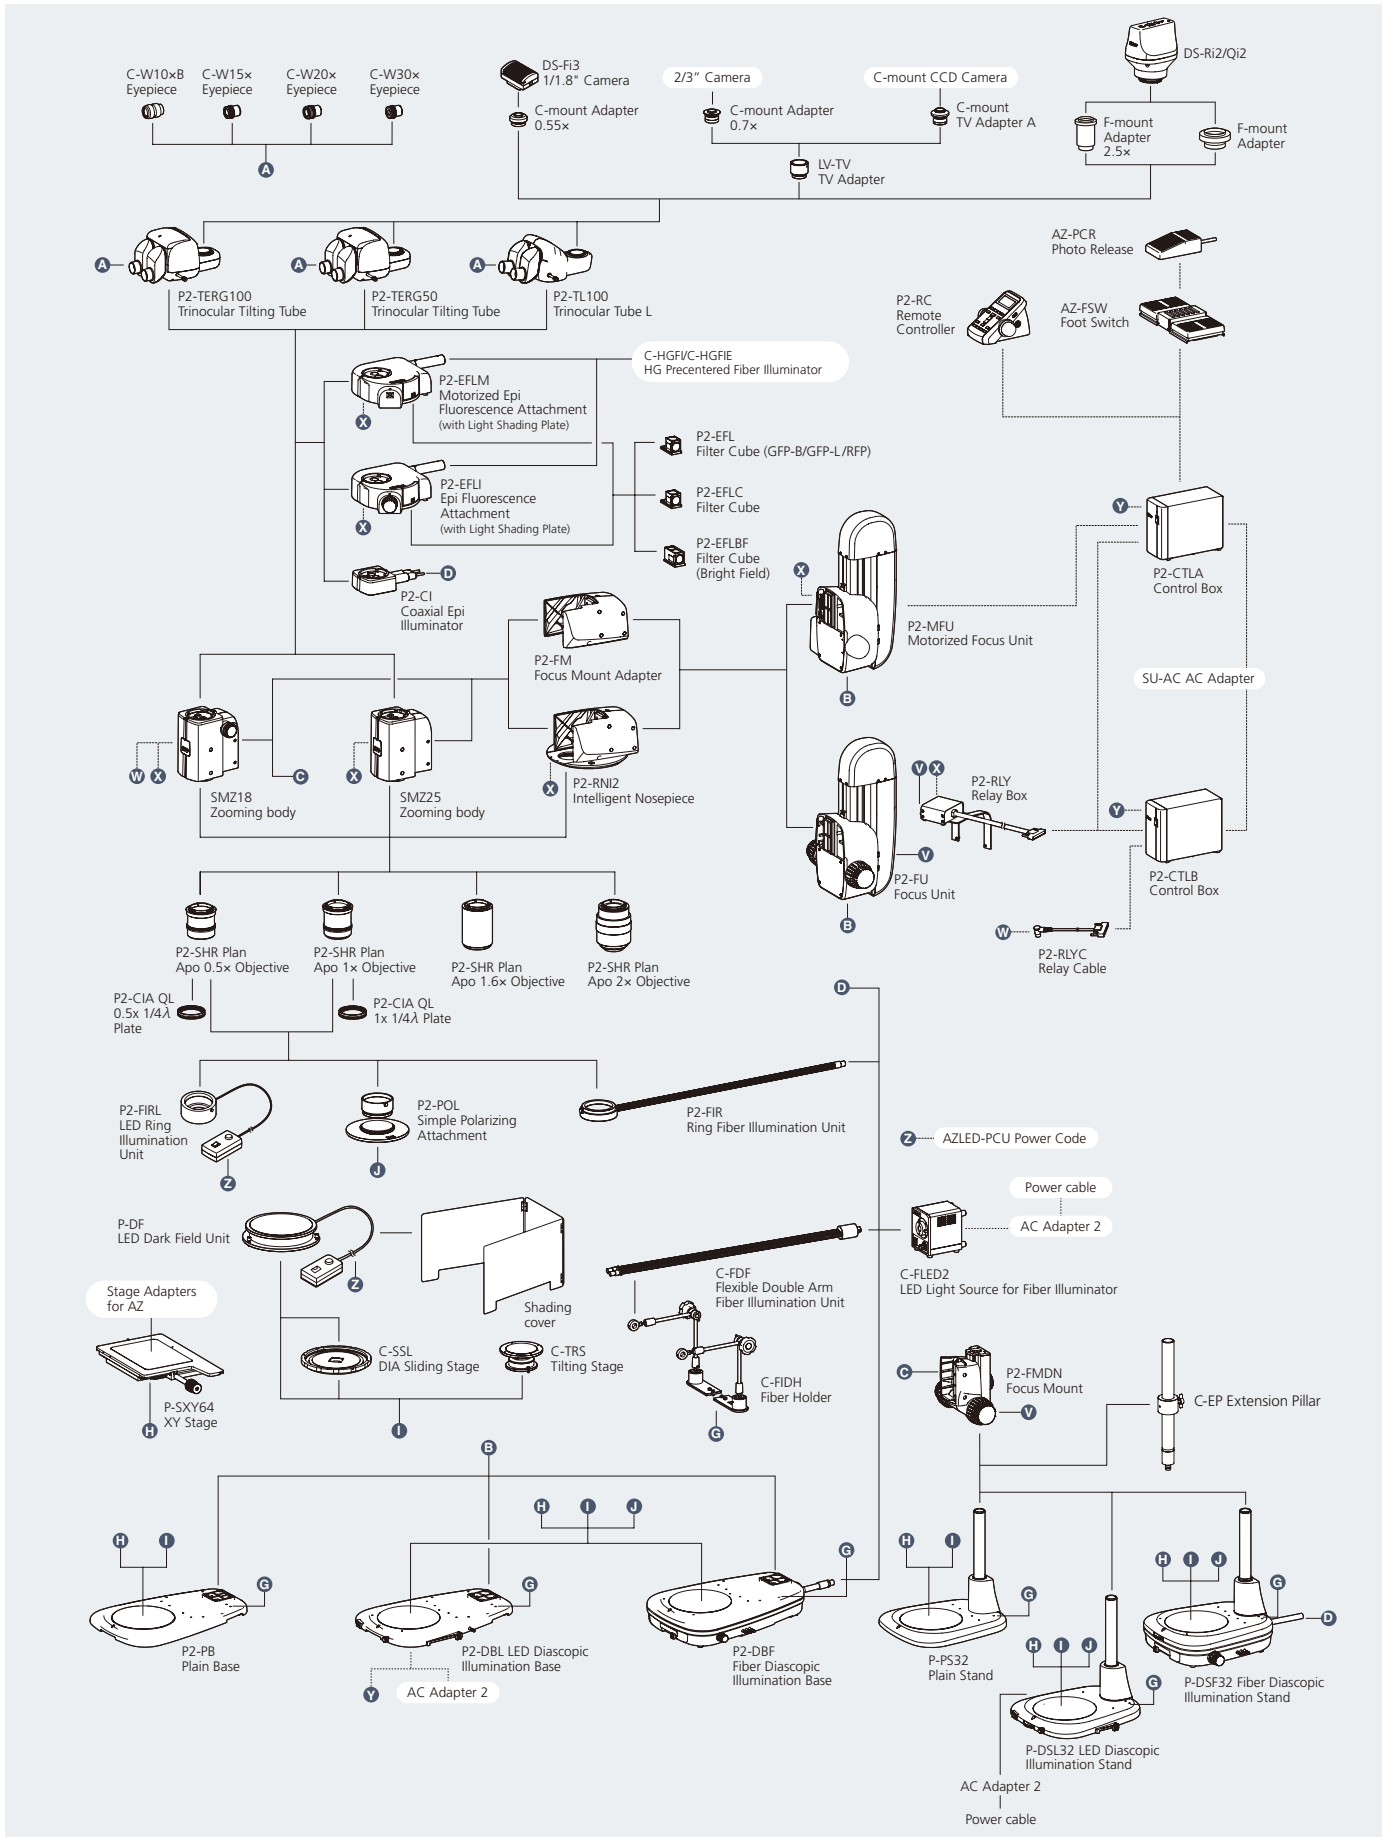 C-W10×B
Eyepiece
C-W15×
Eyepiece
C-W20×
Eyepiece
C-W30×
Eyepiece
A
DS-Fi3
1/1.8" Camera
C-mount Adapter
0.55×
2/3” Camera
C-mount Adapter
0.7×
C-mount CCD Camera
C-mount
TV Adapter A
LV-TV
TV Adapter
DS-Ri2/Qi2
F-mount
Adapter
2.5×
F-mount
Adapter
A
P2-TERG100
Trinocular Tilting Tube
A
P2-TERG50
Trinocular Tilting Tube
A
P2-TL100
Trinocular Tube L
AZ-PCR
Photo Release
P2-RC
Remote
Controller
AZ-FSW
Foot Switch
C-HGFI/C-HGFIE
HG Precentered Fiber Illuminator
P2-EFLM
Motorized Epi
Fluorescence Attachment
(with Light Shading Plate)
X
P2-EFLI
Epi Fluorescence
Attachment
(with Light Shading Plate)
X
P2-EFL
Filter Cube (GFP-B/GFP-L/RFP)
P2-EFLC
Filter Cube
P2-EFLBF
Filter Cube
(Bright Field)
D
P2-CI
Coaxial Epi
Illuminator
X
P2-MFU
Motorized Focus Unit
B
Y
P2-CTLA
Control Box
SU-AC AC Adapter
P2-FM
Focus Mount Adapter
X
P2-RNI2
Intelligent Nosepiece
W
X
C
SMZ18
Zooming body
X
SMZ25
Zooming body
V
X
P2-RLY
Relay Box
V
P2-FU
Focus Unit
B
Y
P2-CTLB
Control Box
W
P2-RLYC
Relay Cable
P2-SHR Plan
Apo 0.5× Objective
P2-SHR Plan
Apo 1× Objective
P2-SHR Plan
Apo 1.6× Objective
P2-SHR Plan
Apo 2× Objective
P2-CIA QL
0.5x 1/4λ
Plate
P2-CIA QL
1x 1/4λ Plate
D
P2-FIRL
LED Ring
Illumination
Unit
Z
P2-POL
Simple Polarizing
Attachment
J
P2-FIR
Ring Fiber Illumination Unit
Z
AZLED-PCU Power Code
Power cable
AC Adapter 2
C-FLED2
LED Light Source for Fiber Illuminator
P-DF
LED Dark Field Unit
Z
Shading
cover
C-FDF
Flexible Double Arm
Fiber Illumination Unit
Stage Adapters
for AZ
P-SXY64
XY Stage
H
C-SSL
DIA Sliding Stage
C-TRS
Tilting Stage
I
C-FIDH
Fiber Holder
G
C
P2-FMDN
Focus Mount
V
C-EP Extension Pillar
B
H
I
G
P2-PB
Plain Base
H
I
J
G
P2-DBL LED Diascopic
Illumination Base
Y
AC Adapter 2
G
P2-DBF
Fiber Diascopic
Illumination Base
H
I
G
P-PS32
Plain Stand
H
I
J
G
P-DSL32 LED Diascopic
Illumination Stand
AC Adapter 2
Power cable
H
I
J
G
D
P-DSF32 Fiber Diascopic
Illumination Stand